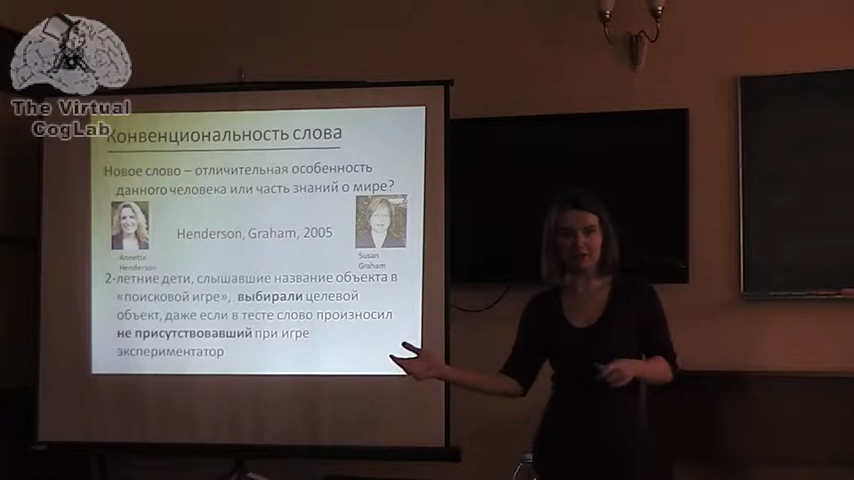 The Virtual
CogLab
Конвенциональность слова
Новое слово – отличительная особенность
данного человека или часть знаний о мире?
Henderson, Graham, 2005
Annette
Henderson
Susan
Graham
2-летние дети, слышавшие название объекта в
«поисковой игре», выбирали целевой
объект, даже если в тесте слово произносил
не присутствовавший при игре
экспериментатор